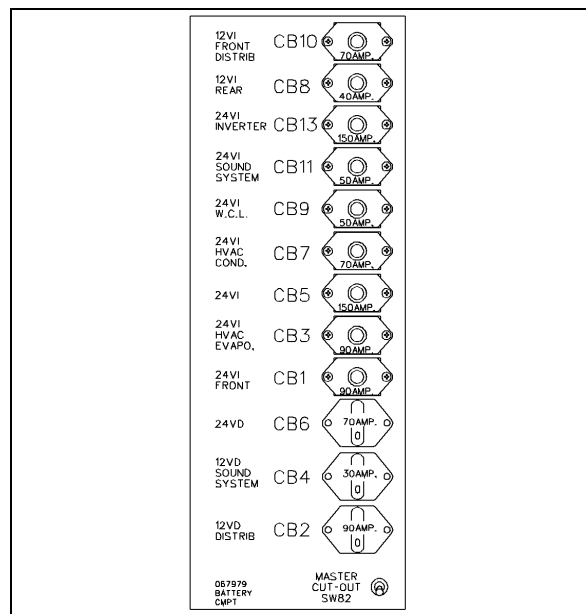 12VI
FRONT
DISTRIB
CB10
70AMP.
12VI
REAR
CB8
40AMP.
24VI
INVERTER
CB13
150AMP.
24VI
SOUND
SYSTEM
CB11
50AMP.
24VI
W.C.L.
CB9
50AMP.
24VI
HVAC
COND.
CB7
70AMP.
24VI
CB5
150AMP.
24VI
HVAC
EVAPO.
CB3
90AMP.
24VI
FRONT
CB1
90AMP.
24VD
CB6
70AMP.
0
12VD
SOUND
SYSTEM
CB4
30AMP.
0
12VD
DISTRIB
CB2
90AMP.
0
067979
BATTERY
CMPT
MASTER
CUT-OUT
SW82